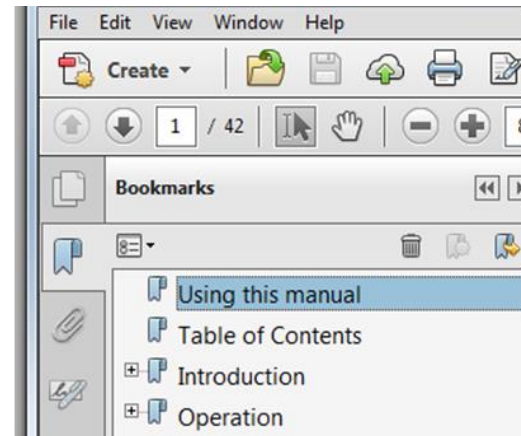 File Edit View Window Help
Create
1 / 42
Bookmarks
Using this manual
Table of Contents
Introduction
Operation